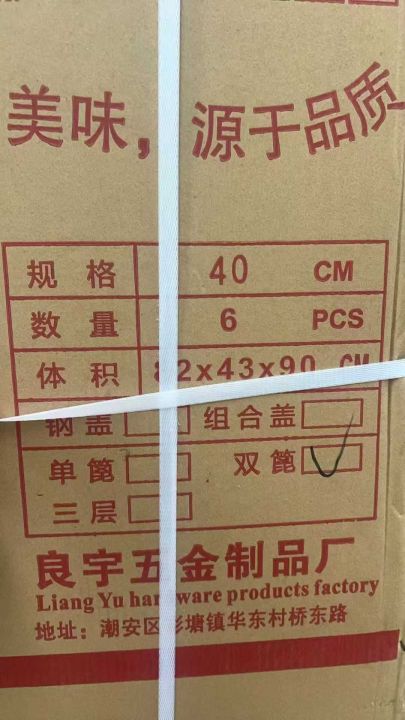 美味，源于品质
规格 40 CM
数量 6 PCS
体积 82x43x90 CM
钢盖 组合盖
单篦 双篦
三层
良宇五金制品厂
Liang Yu hardware products factory
地址：潮安区彩塘镇华东村桥东路